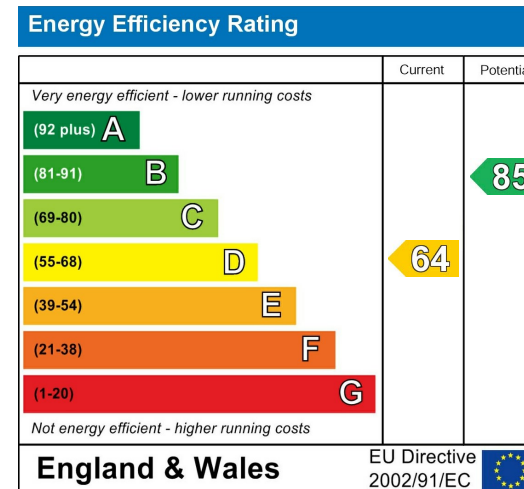 Energy Efficiency Rating
Current Potentia
Very energy efficient - lower running costs
(92 plus) A
(81-91) B 85
(69-80) C
(55-68) D 64
(39-54) E
(21-38) F
(1-20) G
Not energy efficient - higher running costs
England & Wales
EU Directive
2002/91/EC